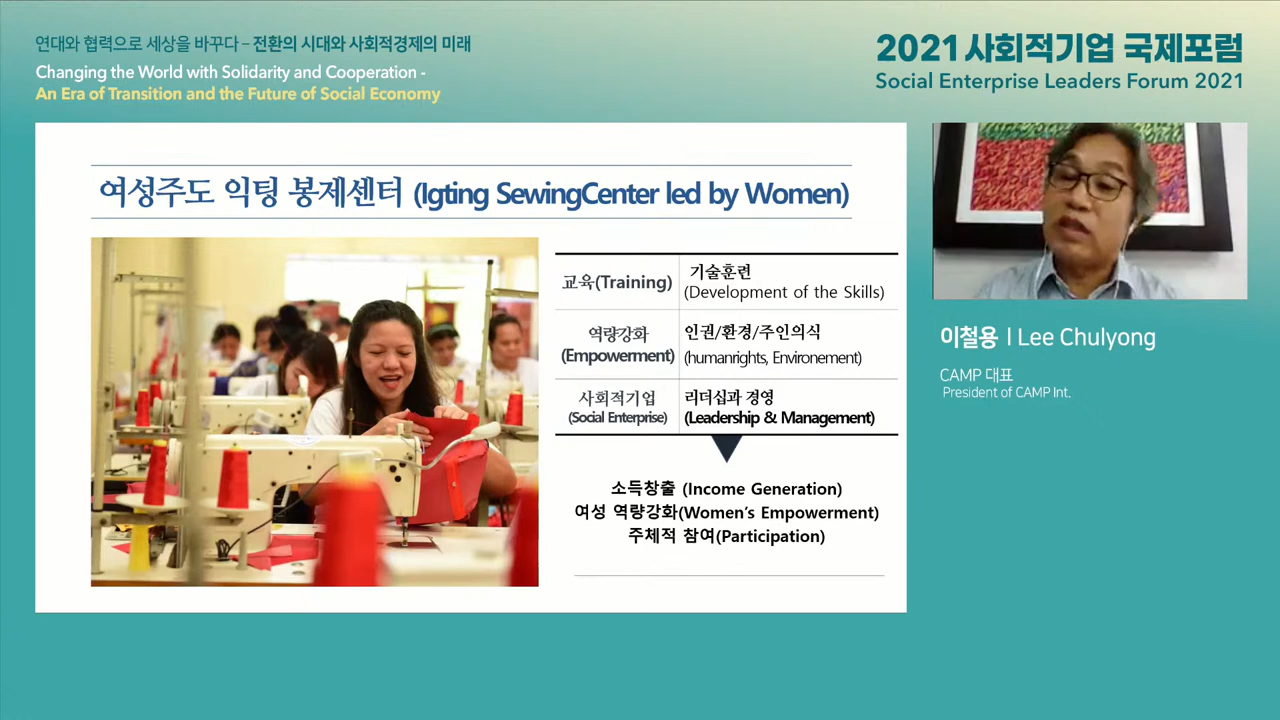 연대와 협력으로 세상을 바꾸다 – 전환의 시대와 사회적경제의 미래
Changing the World with Solidarity and Cooperation -
An Era of Transition and the Future of Social Economy
2021 사회적기업 국제포럼
Social Enterprise Leaders Forum 2021
여성주도 익팅 봉제센터 (Igting SewingCenter led by Women)
교육(Training)
기술훈련
(Development of the Skills)
역량강화
(Empowerment)
인권/환경/주인의식
(humanrights, Environement)
사회적기업
(Social Enterprise)
리더십과 경영
(Leadership & Management)
소득창출 (Income Generation)
여성 역량강화(Women's Empowerment)
주체적 참여(Participation)
이철용 | Lee Chulyong
CAMP 대표
President of CAMP Int.